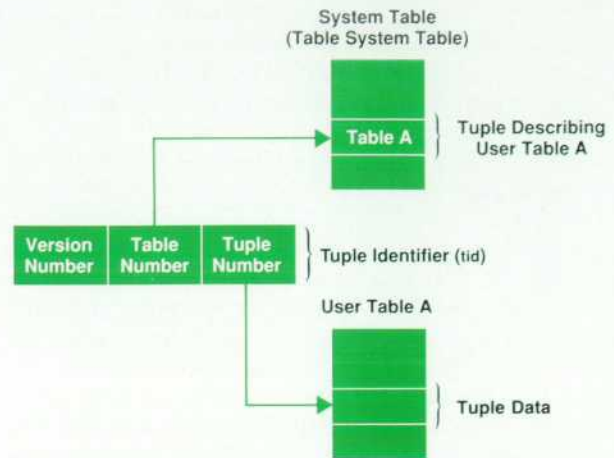 System Table
(Table System Table)
Table A
Tuple Describing
User Table A
Version
Number
Table
Number
Tuple
Number
Tuple Identifier (tid)
User Table A
Tuple Data